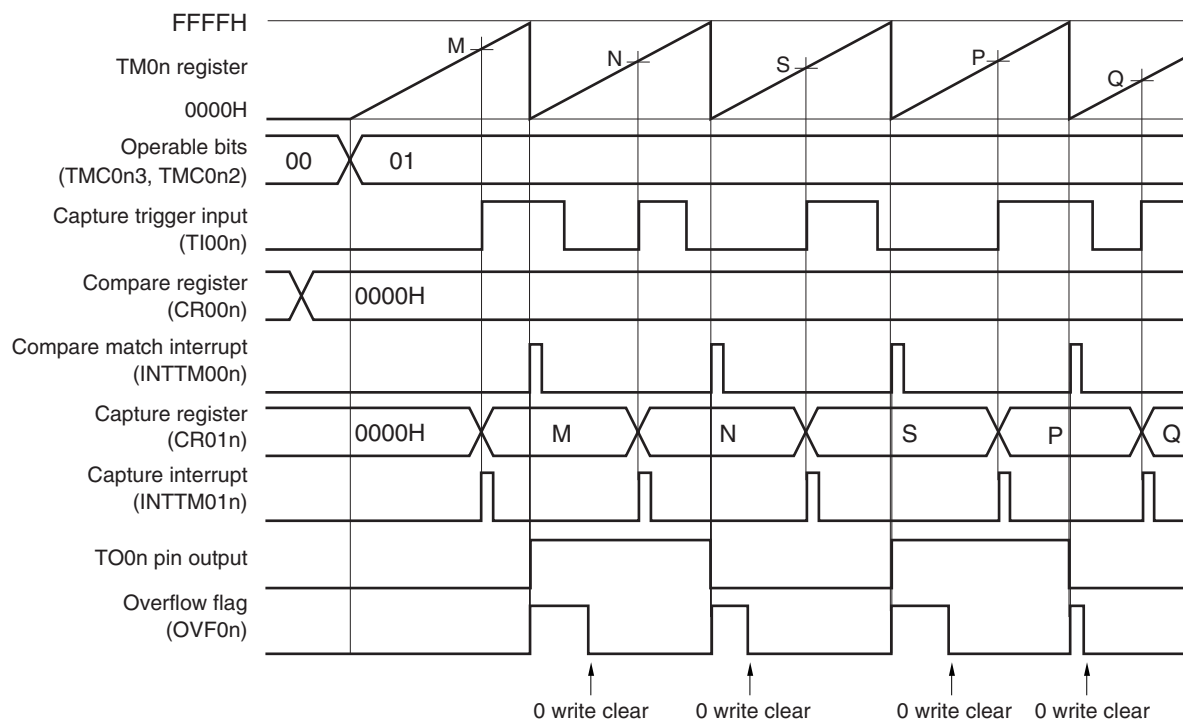 FFFFH
TM0n register
0000H
M
N
S
P
Q
Operable bits
(TMC0n3, TMC0n2)
00
01
Capture trigger input
(TI00n)
Compare register
(CR00n)
0000H
Compare match interrupt
(INTTM00n)
Capture register
(CR01n)
0000H
M
N
S
P
Q
Capture interrupt
(INTTM01n)
TO0n pin output
Overflow flag
(OVF0n)
0 write clear
0 write clear
0 write clear
0 write clear